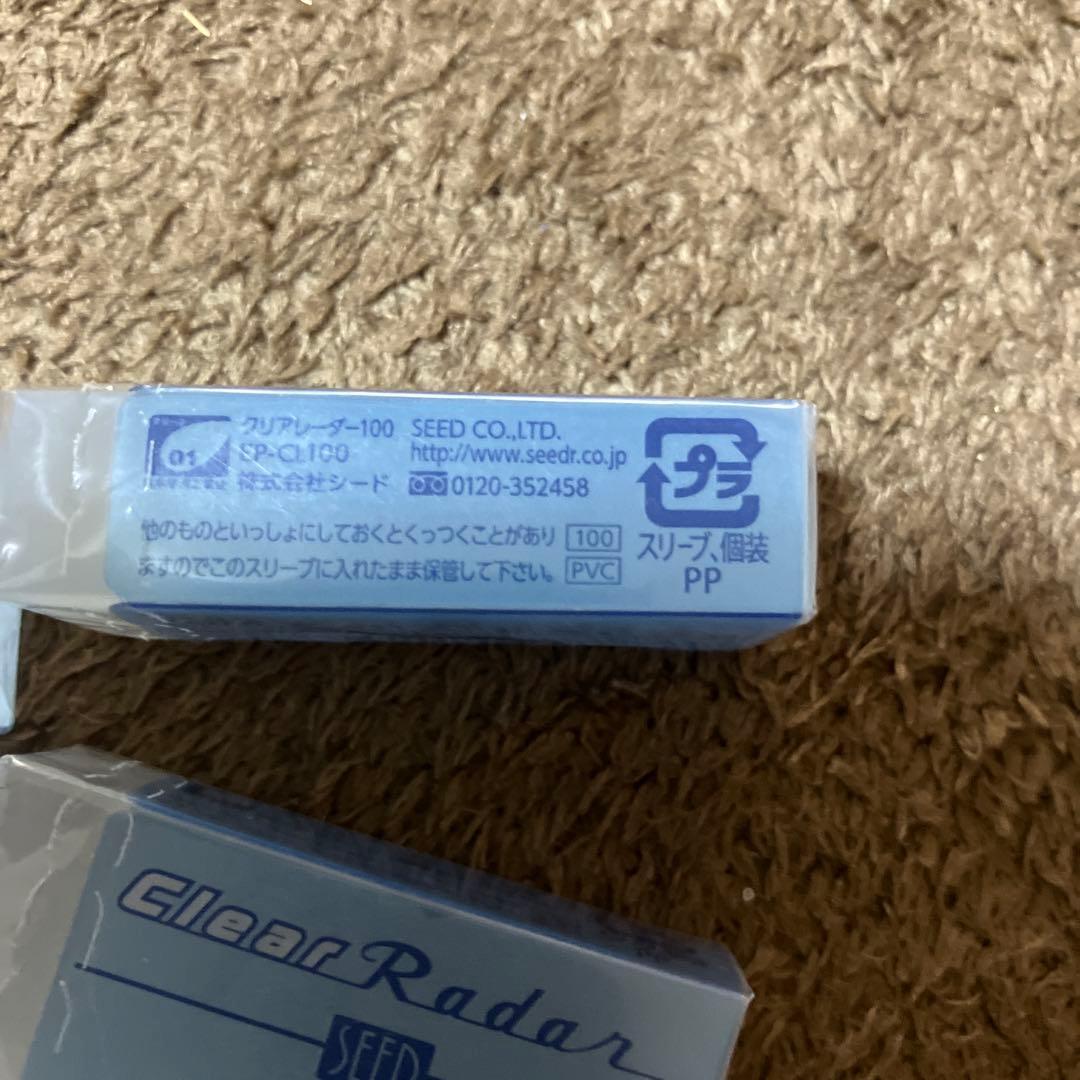 01
クリアレーダー100
EP-CL100
株式会社シード
SEED CO.,LTD.
http://www.seedr.co.jp
0120-352458
他のものといっしょにしておくとくっつくことがあり
ますのでこのスリーブに入れたまま保管して下さい。
100
PVC
プラ
スリーブ、個装
PP
Clear Radar
SEED